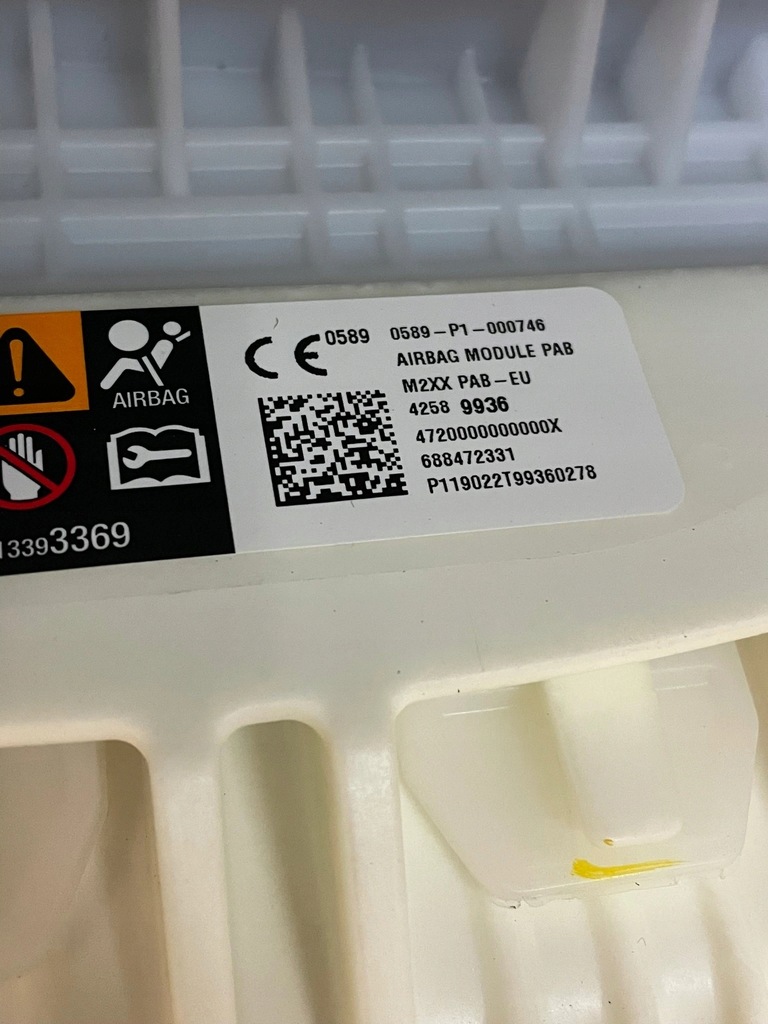 CE 0589 0589-P1-000746
AIRBAG MODULE PAB
M2XX PAB-EU
4258 9936
4720000000000X
688472331
P119022T99360278
!
AIRBAG
13393369